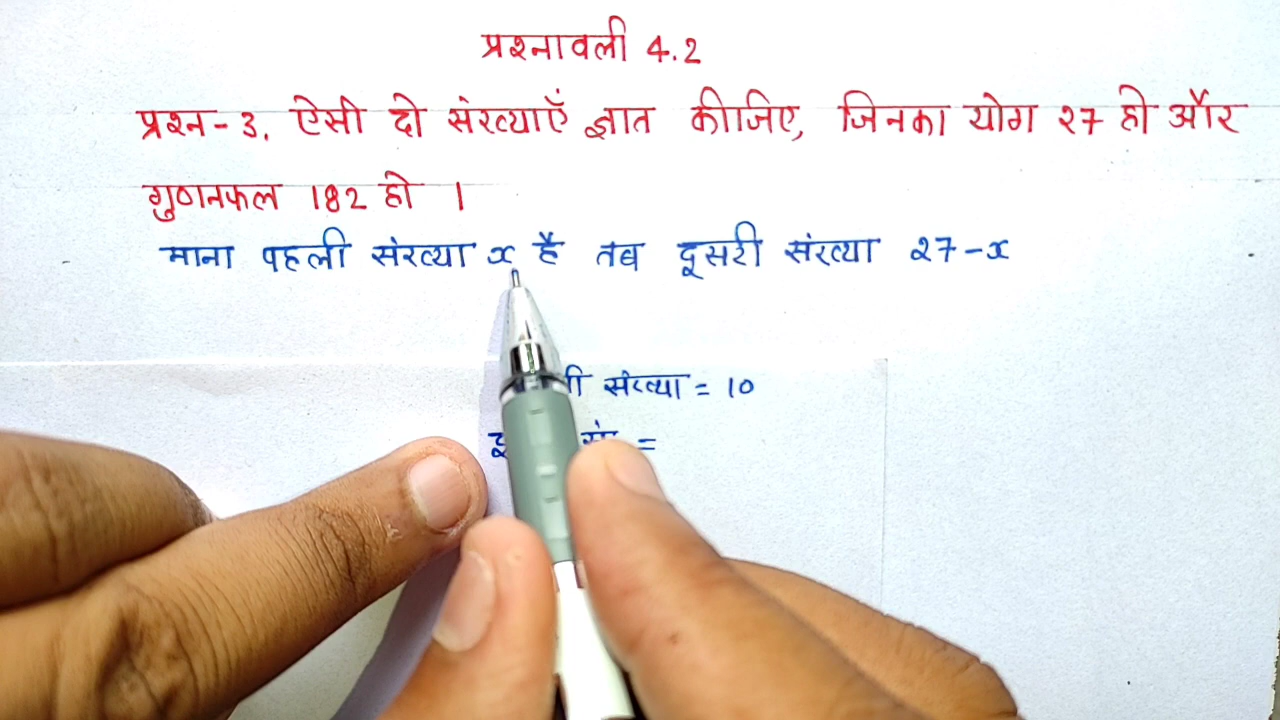 प्रश्नावली 4.2
प्रश्न-3. ऐसी दो संख्याएँ ज्ञात कीजिए, जिनका योग 27 हो और
गुणनफल 182 हो ।
माना पहली संख्या x है तब दूसरी संख्या 27-x
संख्या = 10
=